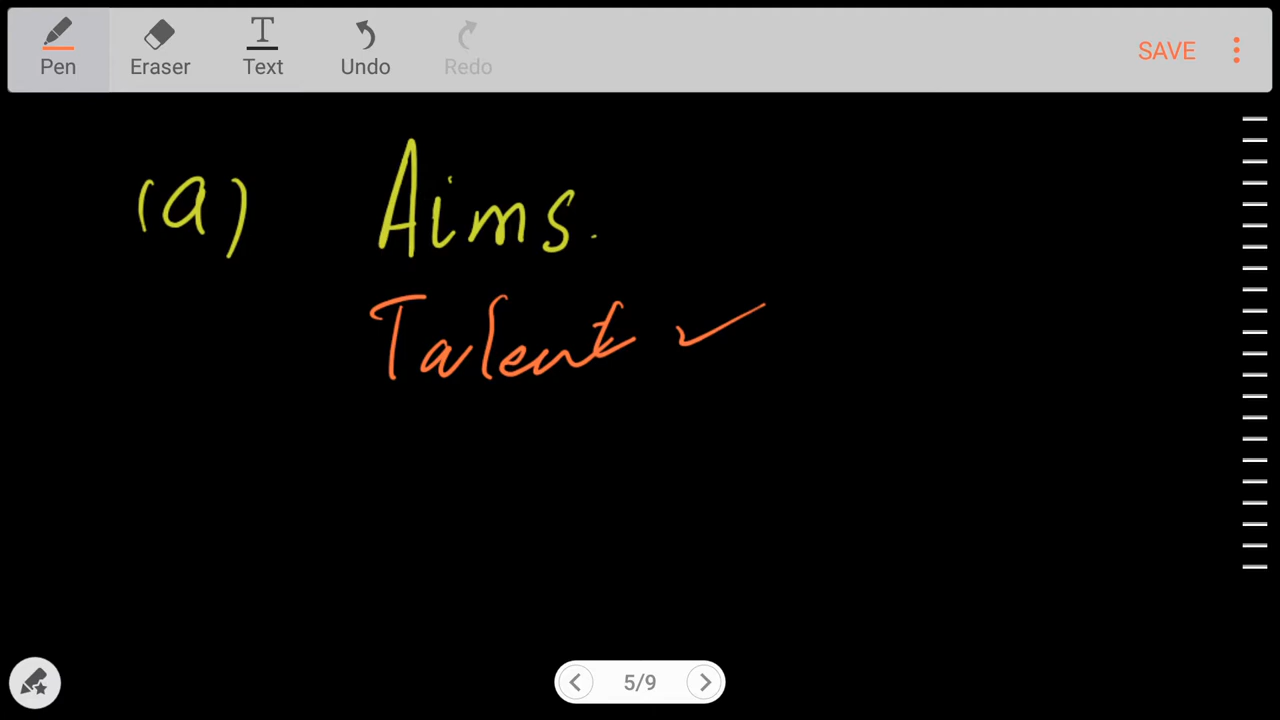 Pen Eraser Text Undo Redo SAVE
(a) Aims.
Talent ✓
5/9